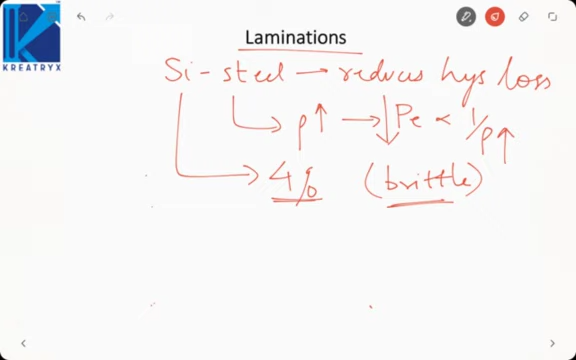 KREATRYX
Laminations
Si-steel → reduces hys loss
ρ↑ → ↓ Pe ∝ 1/ρ↑
4% (brittle)